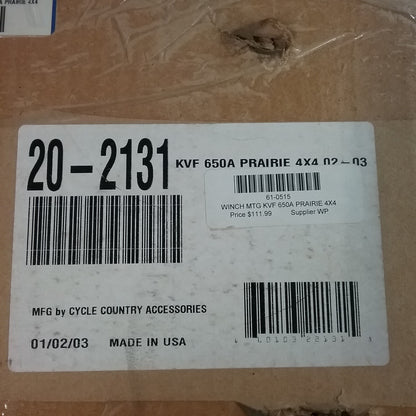 PRAIRIE 4X4
20-2131 KVF 650A PRAIRIE 4X4 02-03
61-0515
WINCH MTG KVF 650A PRAIRIE 4X4
Price $111.99 Supplier WP
MFG by CYCLE COUNTRY ACCESSORIES
01/02/03 MADE IN USA